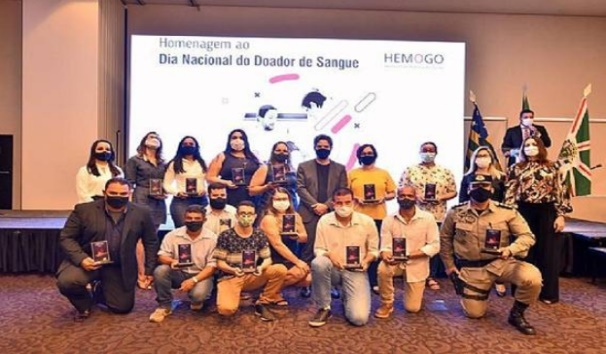 Homenagem ao
Dia Nacional do Doador de Sangue
HEMOGO